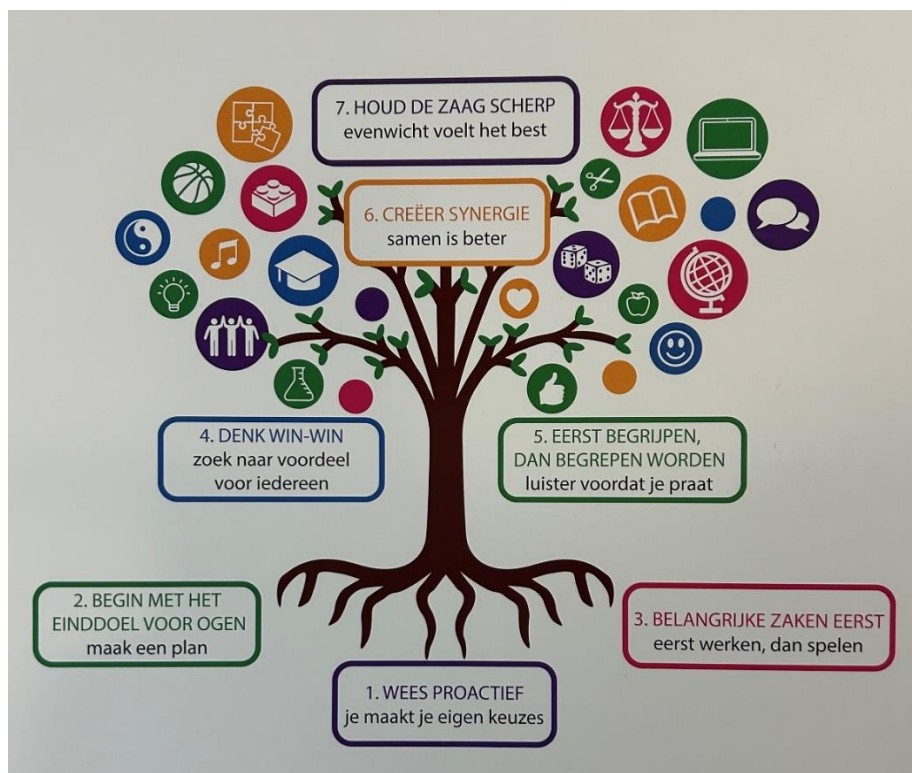 7. HOUD DE ZAAG SCHERP
evenwicht voelt het best
6. CREËER SYNERGIE
samen is beter
4. DENK WIN-WIN
zoek naar voordeel
voor iedereen
5. EERST BEGRIJPEN,
DAN BEGREPEN WORDEN
luister voordat je praat
2. BEGIN MET HET
EINDDOEL VOOR OGEN
maak een plan
3. BELANGRIJKE ZAKEN EERST
eerst werken, dan spelen
1. WEES PROACTIEF
je maakt je eigen keuzes